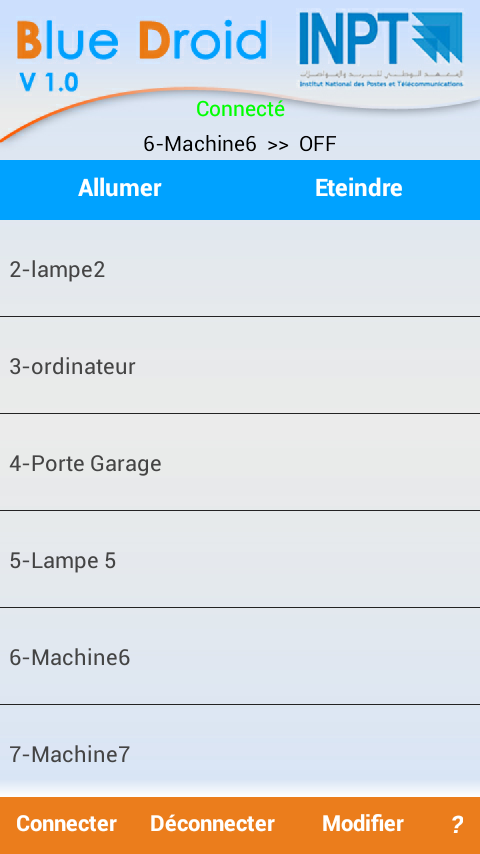 Blue Droid
V 1.0
INPT
Institut National des Postes et Télécommunications
Connecté
6-Machine6 >> OFF
Allumer Eteindre
2-lampe2
3-ordinateur
4-Porte Garage
5-Lampe 5
6-Machine6
7-Machine7
Connecter Déconnecter Modifier ?